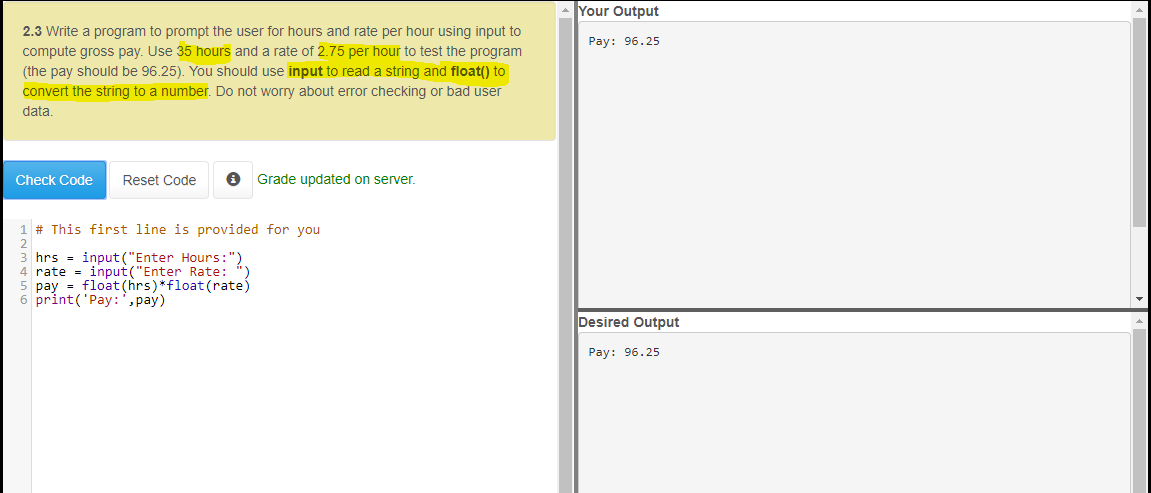 2.3 Write a program to prompt the user for hours and rate per hour using input to
compute gross pay. Use 35 hours and a rate of 2.75 per hour to test the program
(the pay should be 96.25). You should use input to read a string and float() to
convert the string to a number. Do not worry about error checking or bad user
data.
Check Code Reset Code Grade updated on server.
1 # This first line is provided for you
2
3 hrs = input("Enter Hours:")
4 rate = input("Enter Rate: ")
5 pay = float(hrs)*float(rate)
6 print('Pay:',pay)
Your Output
Pay: 96.25
Desired Output
Pay: 96.25